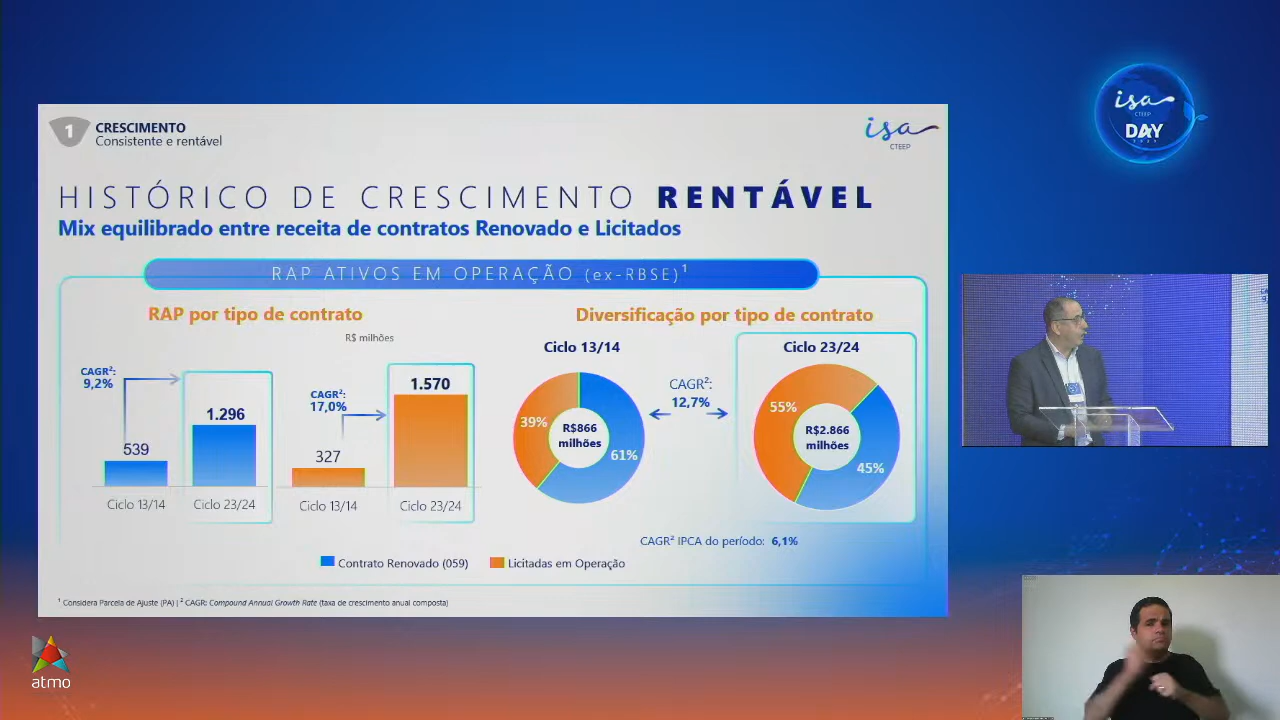 1
CRESCIMENTO
Consistente e rentável
isa
CTEEP
HISTÓRICO DE CRESCIMENTO RENTÁVEL
Mix equilibrado entre receita de contratos Renovado e Licitados
RAP ATIVOS EM OPERAÇÃO (ex-RBSE)¹
RAP por tipo de contrato
R$ milhões
CAGR²:
9,2%
539
1.296
Ciclo 13/14
Ciclo 23/24
CAGR²:
17,0%
327
1.570
Ciclo 13/14
Ciclo 23/24
Diversificação por tipo de contrato
Ciclo 13/14
39%
R$866
milhões
61%
CAGR²:
12,7%
Ciclo 23/24
55%
R$2.866
milhões
45%
CAGR² IPCA do período: 6,1%
Contrato Renovado (059)
Licitadas em Operação
¹ Considera Parcela de Ajuste (PA) | ² CAGR: Compound Annual Growth Rate (taxa de crescimento anual composta)
isa
CTEEP
DAY
atmo